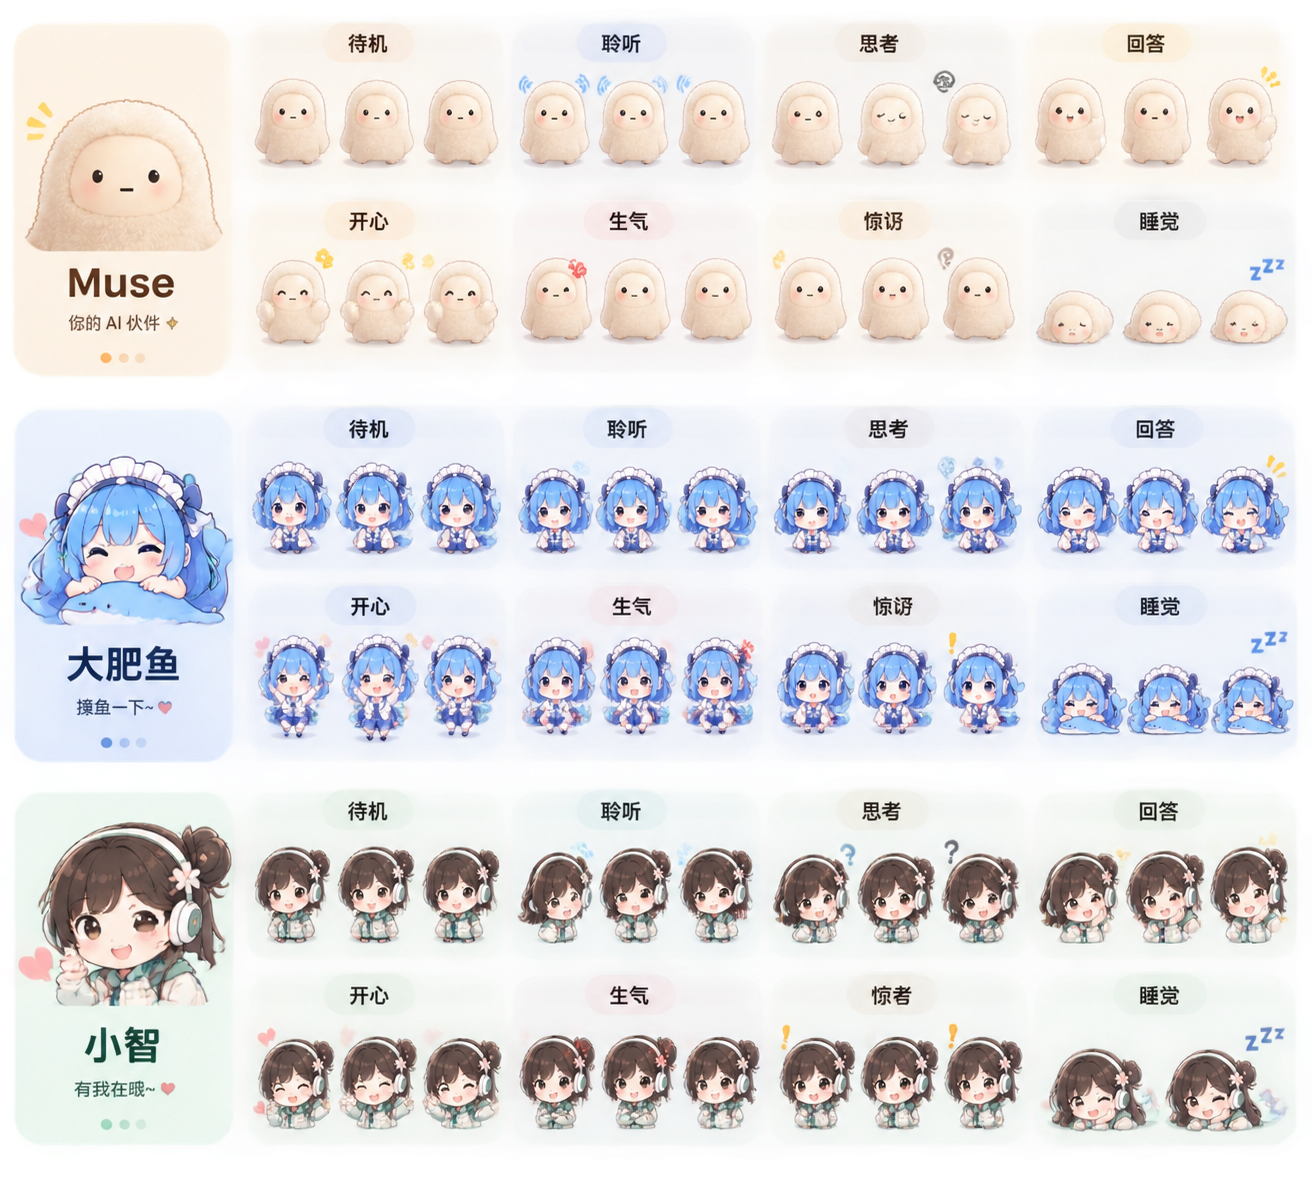 Muse
你的 AI 伙伴
待机
聆听
思考
回答
开心
生气
惊讶
睡觉
zzz
大肥鱼
摸鱼一下~
待机
聆听
思考
回答
开心
生气
惊讶
!
睡觉
zzz
小智
有我在哦~
待机
聆听
思考
?
?
回答
开心
生气
惊者
!
!
睡觉
zzz